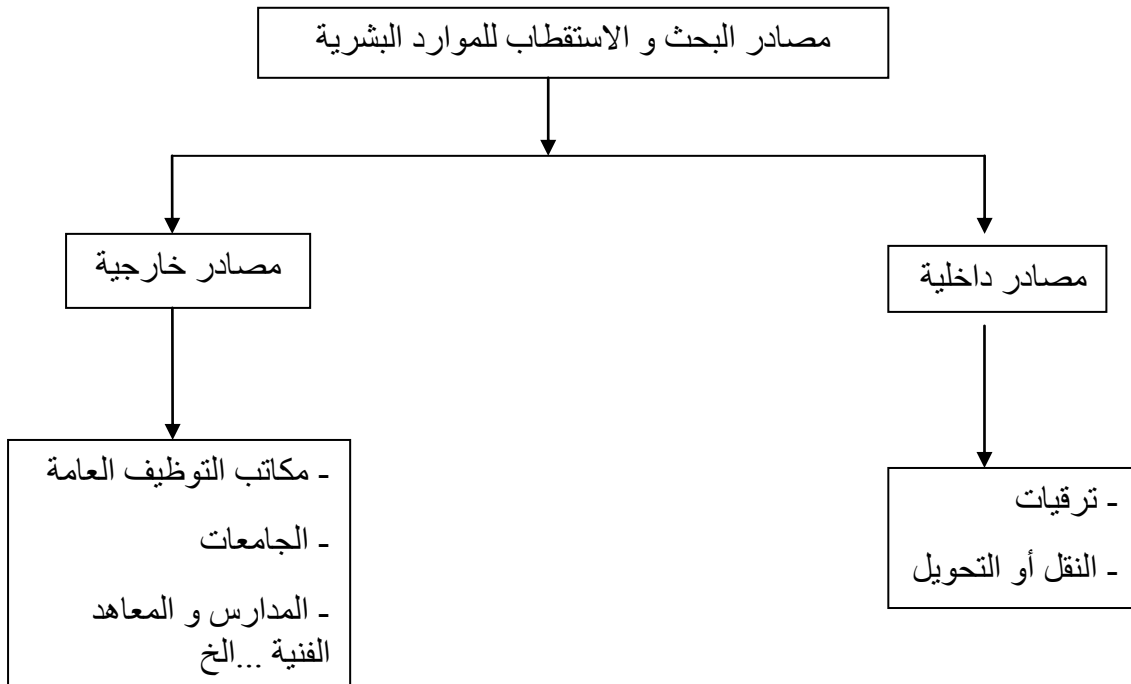 مصادر البحث و الاستقطاب للموارد البشرية
مصادر داخلية
مصادر خارجية
- ترقيات
- النقل أو التحويل
- مكاتب التوظيف العامة
- الجامعات
- المدارس و المعاهد
الفنية ...الخ